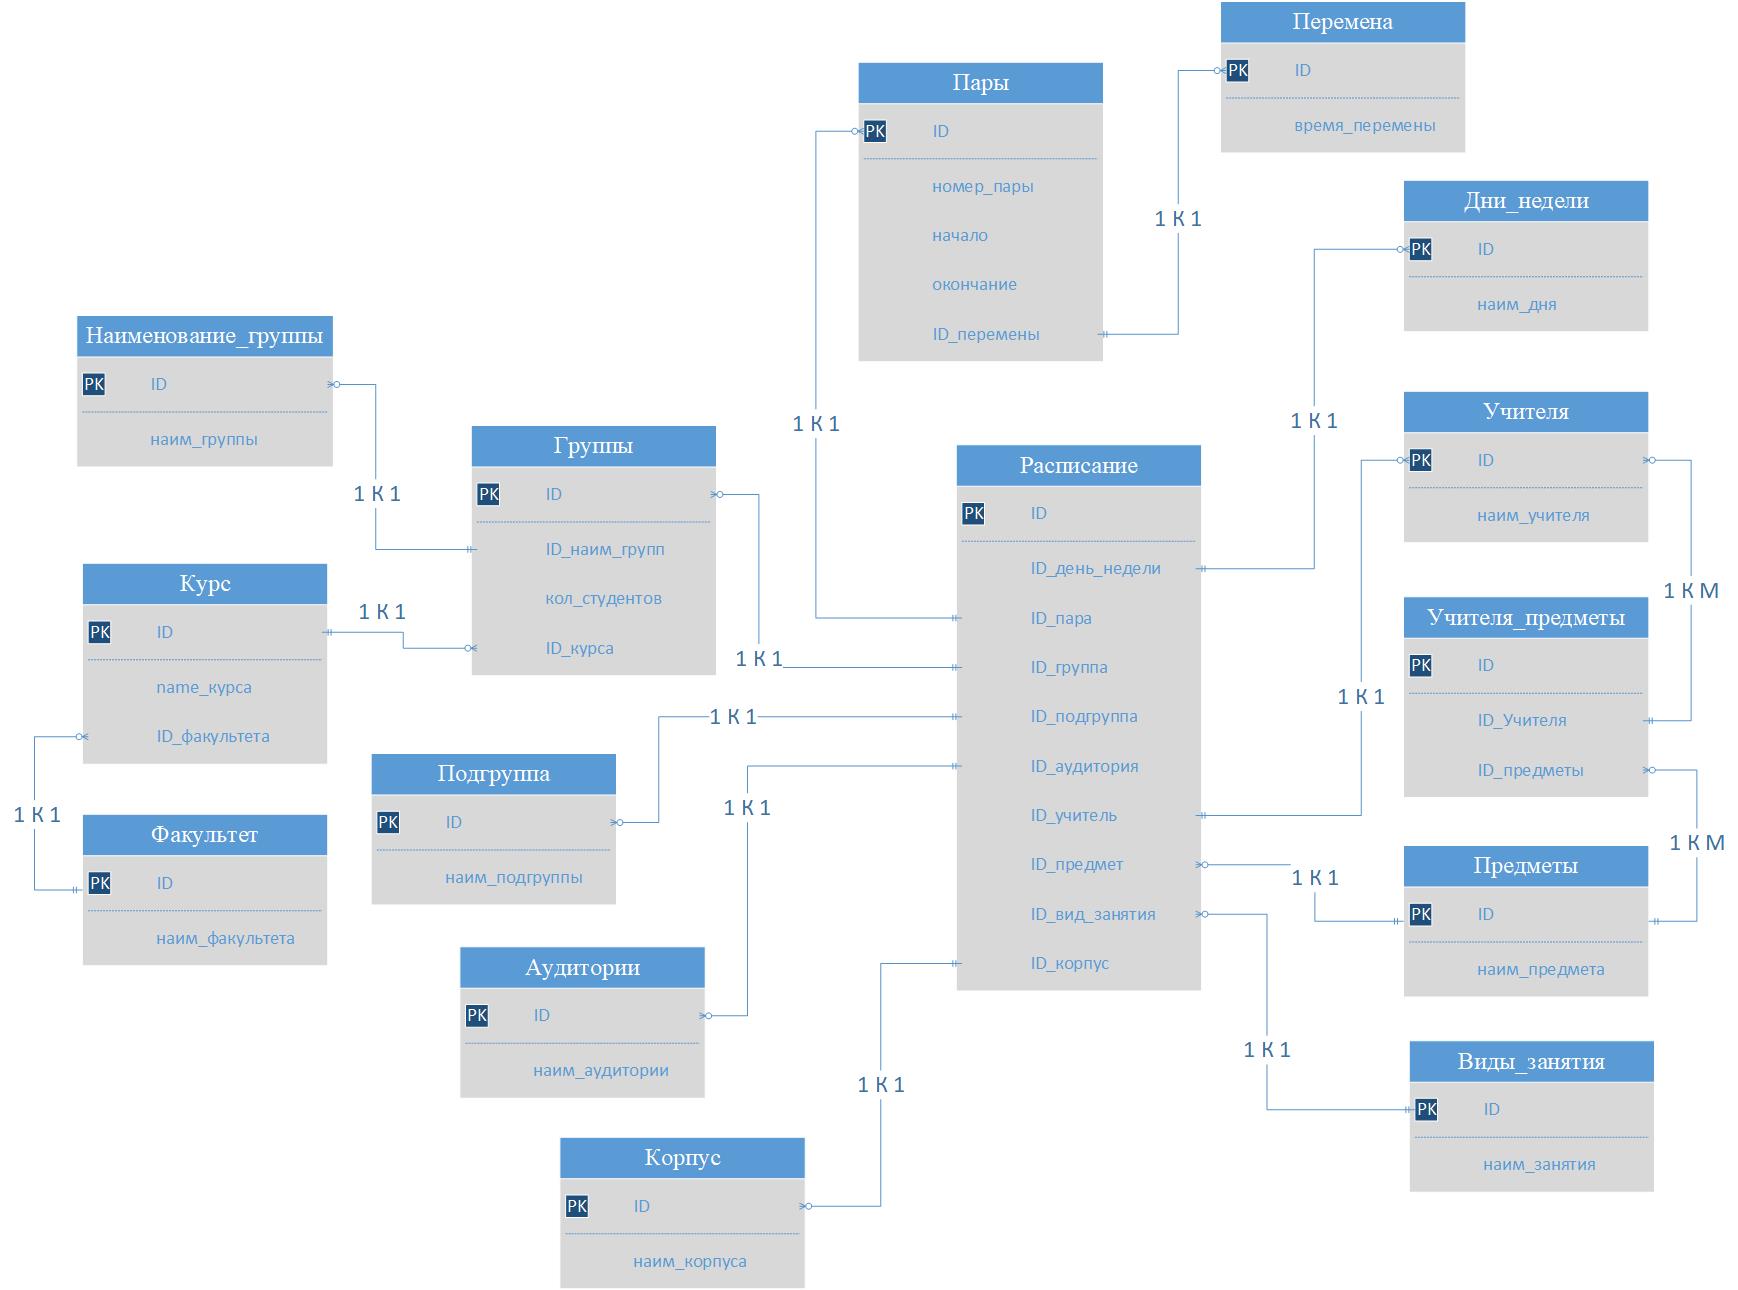 Перемена
PK ID
время_перемены
Пары
PK ID
номер_пары
начало
окончание
ID_перемены
1 К 1
Дни_недели
PK ID
наим_дня
Наименование_группы
PK ID
наим_группы
1 К 1
Группы
PK ID
ID_наим_групп
кол_студентов
ID_курса
1 К 1
1 К 1
Учителя
PK ID
наим_учителя
Расписание
PK ID
ID_день_недели
ID_пара
ID_группа
ID_подгруппа
ID_аудитория
ID_учитель
ID_предмет
ID_вид_занятия
ID_корпус
Курс
PK ID
name_курса
ID_факультета
1 К 1
1 К 1
1 К М
Учителя_предметы
PK ID
ID_Учителя
ID_предметы
1 К 1
1 К 1
Подгруппа
PK ID
наим_подгруппы
1 К 1
1 К 1
Факультет
PK ID
наим_факультета
1 К М
Предметы
PK ID
наим_предмета
1 К 1
Аудитории
PK ID
наим_аудитории
1 К 1
1 К 1
Виды_занятия
PK ID
наим_занятия
Корпус
PK ID
наим_корпуса